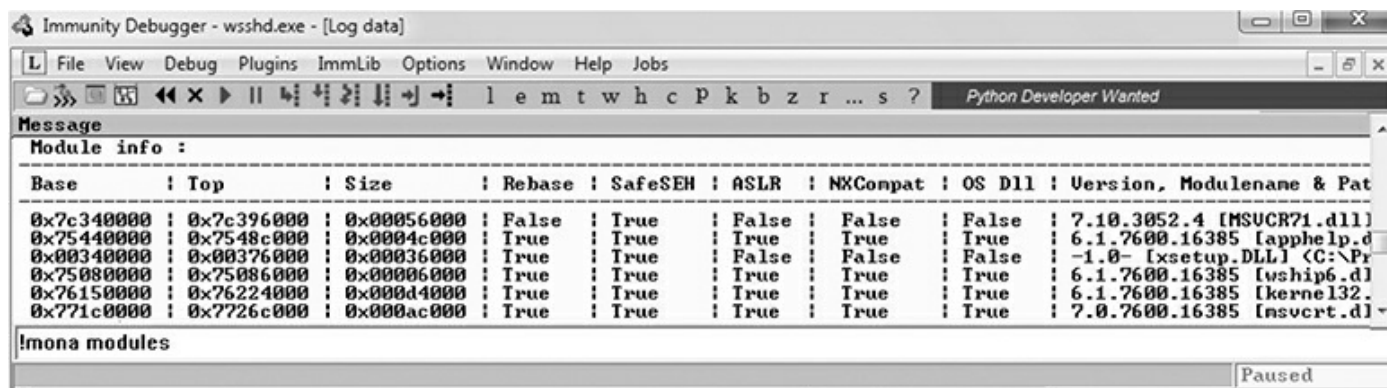 Immunity Debugger - wsshd.exe - [Log data]
L File View Debug Plugins ImmLib Options Window Help Jobs
l e m t w h c P k b z r ... s ? Python Developer Wanted
Message
Module info :
Base | Top | Size | Rebase | SafeSEH | ASLR | NXCompat | OS Dll | Version, Modulename & Pat
0x7c340000 | 0x7c396000 | 0x00056000 | False | True | False | False | False | 7.10.3052.4 [MSVCR71.dll]
0x75440000 | 0x7548c000 | 0x0004c000 | True | True | True | True | True | 6.1.7600.16385 [apphelp.d
0x00340000 | 0x00376000 | 0x00036000 | True | True | False | False | False | -1.0- [xsetup.DLL] (C:\Pr
0x75080000 | 0x75086000 | 0x00006000 | True | True | True | True | True | 6.1.7600.16385 [wship6.dl
0x76150000 | 0x76224000 | 0x000d4000 | True | True | True | True | True | 6.1.7600.16385 [kernel32.
0x771c0000 | 0x7726c000 | 0x000ac000 | True | True | True | True | True | 7.0.7600.16385 [msvcrt.dl
!mona modules
Paused